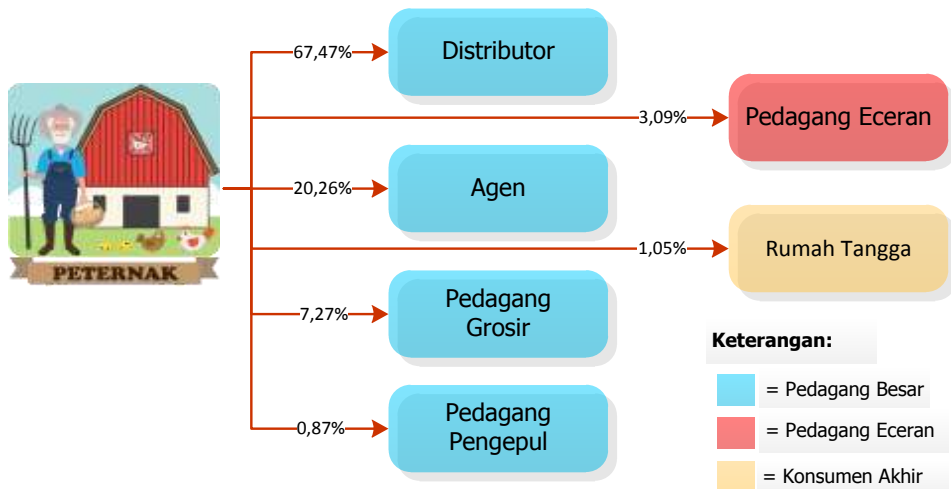 67,47%
Distributor
3,09%
Pedagang Eceran
20,26%
Agen
1,05%
Rumah Tangga
PETERNAK
7,27%
Pedagang
Grosir
0,87%
Pedagang
Pengepul
Keterangan:
= Pedagang Besar
= Pedagang Eceran
= Konsumen Akhir